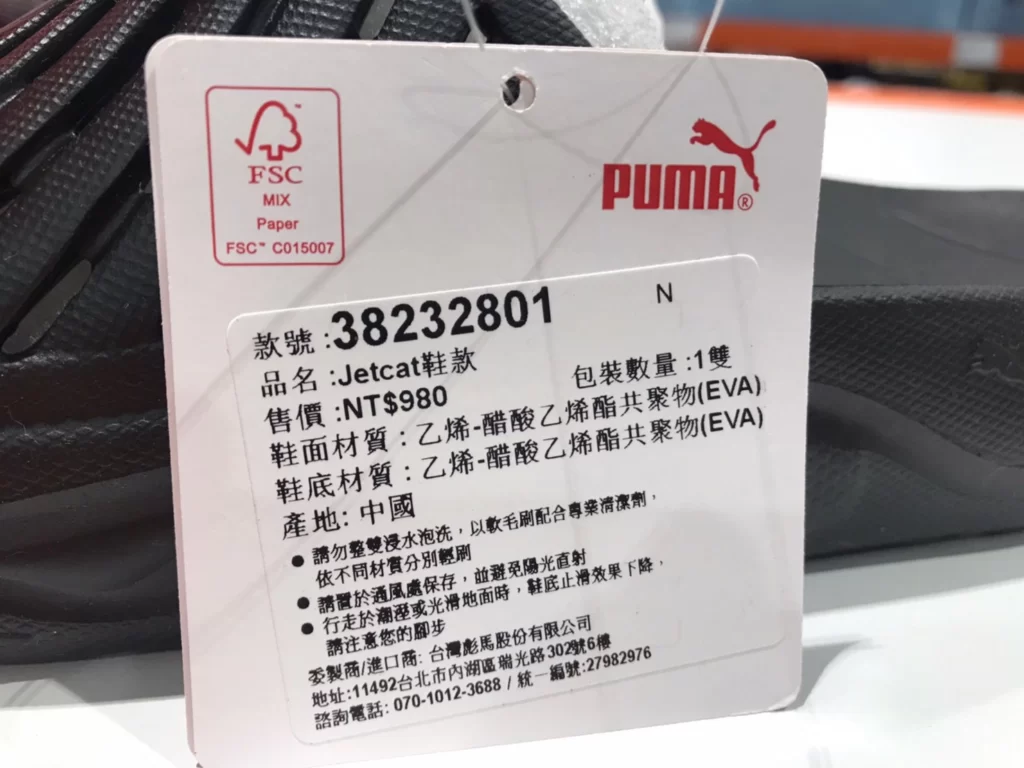 FSC
MIX
Paper
FSC™ C015007
PUMA®
款號:38232801 N
品名:Jetcat鞋款
售價:NT$980 包裝數量:1雙
鞋面材質:乙烯-醋酸乙烯酯共聚物(EVA)
鞋底材質:乙烯-醋酸乙烯酯共聚物(EVA)
產地: 中國
● 請勿整雙浸水泡洗,以軟毛刷配合專業清潔劑,
依不同材質分別輕刷
● 請置於通風處保存,並避免陽光直射
● 行走於潮溼或光滑地面時,鞋底止滑效果下降,
請注意您的腳步
委製商/進口商: 台灣彪馬股份有限公司
地址:11492台北市內湖區瑞光路302號6樓
諮詢電話: 070-1012-3688 / 統一編號:27982976